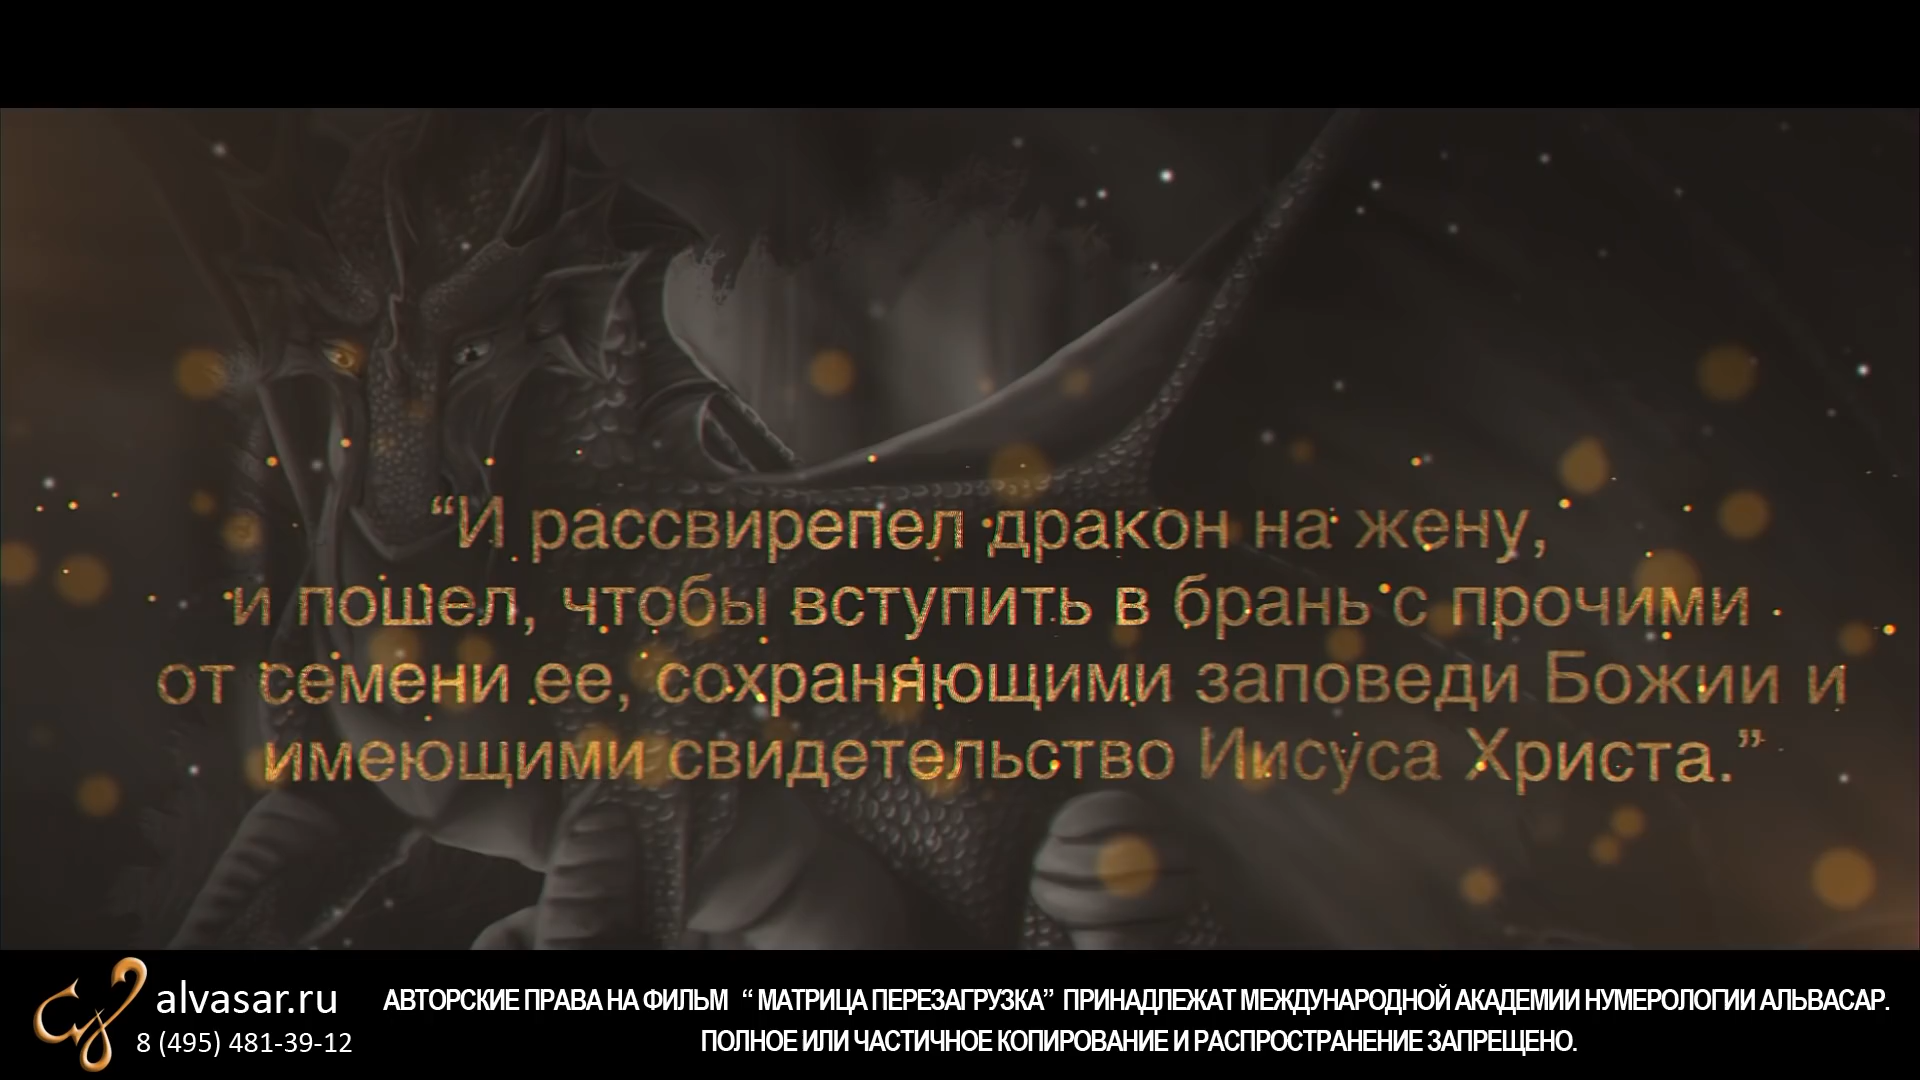 “И рассвирепел дракон на жену,
и пошел, чтобы вступить в брань с прочими
от семени ее, сохраняющими заповеди Божии и
имеющими свидетельство Иисуса Христа.”
alvasar.ru
8 (495) 481-39-12
АВТОРСКИЕ ПРАВА НА ФИЛЬМ “ МАТРИЦА ПЕРЕЗАГРУЗКА” ПРИНАДЛЕЖАТ МЕЖДУНАРОДНОЙ АКАДЕМИИ НУМЕРОЛОГИИ АЛЬВАСАР.
ПОЛНОЕ ИЛИ ЧАСТИЧНОЕ КОПИРОВАНИЕ И РАСПРОСТРАНЕНИЕ ЗАПРЕЩЕНО.